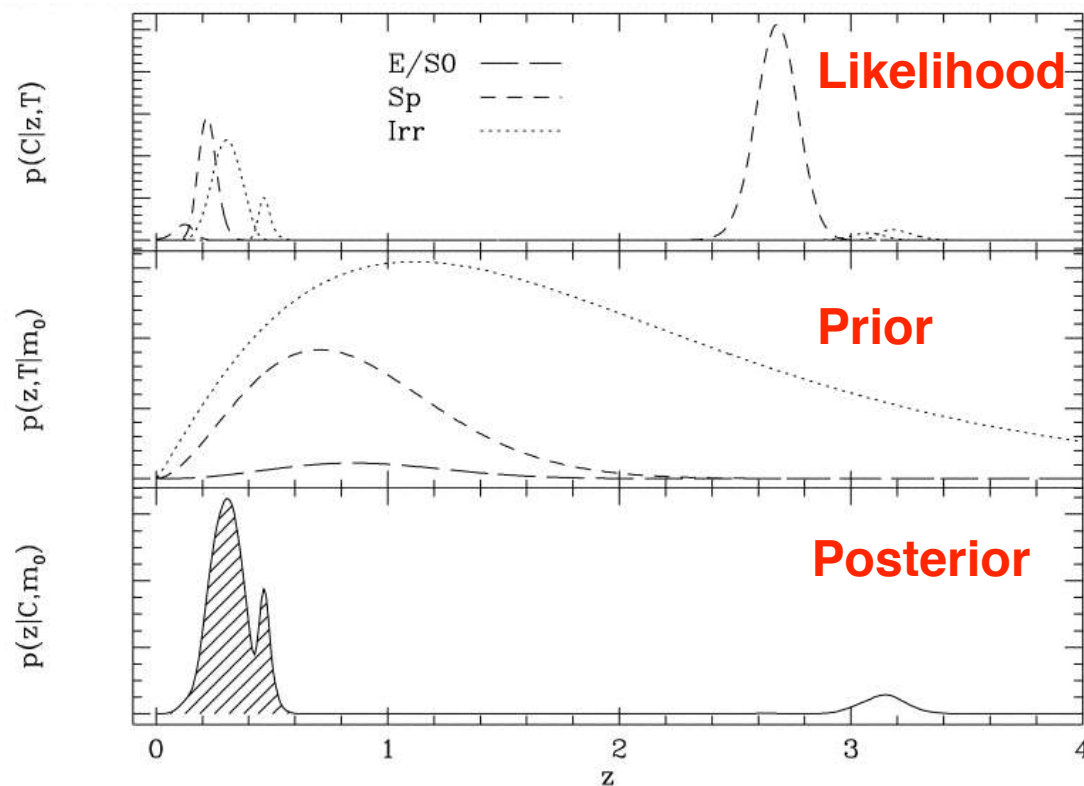 Likelihood
E/S0
Sp
Irr
p(C|z,T)
Prior
p(z,T|m₀)
Posterior
p(z|C,m₀)
0 1 2 3 4
z